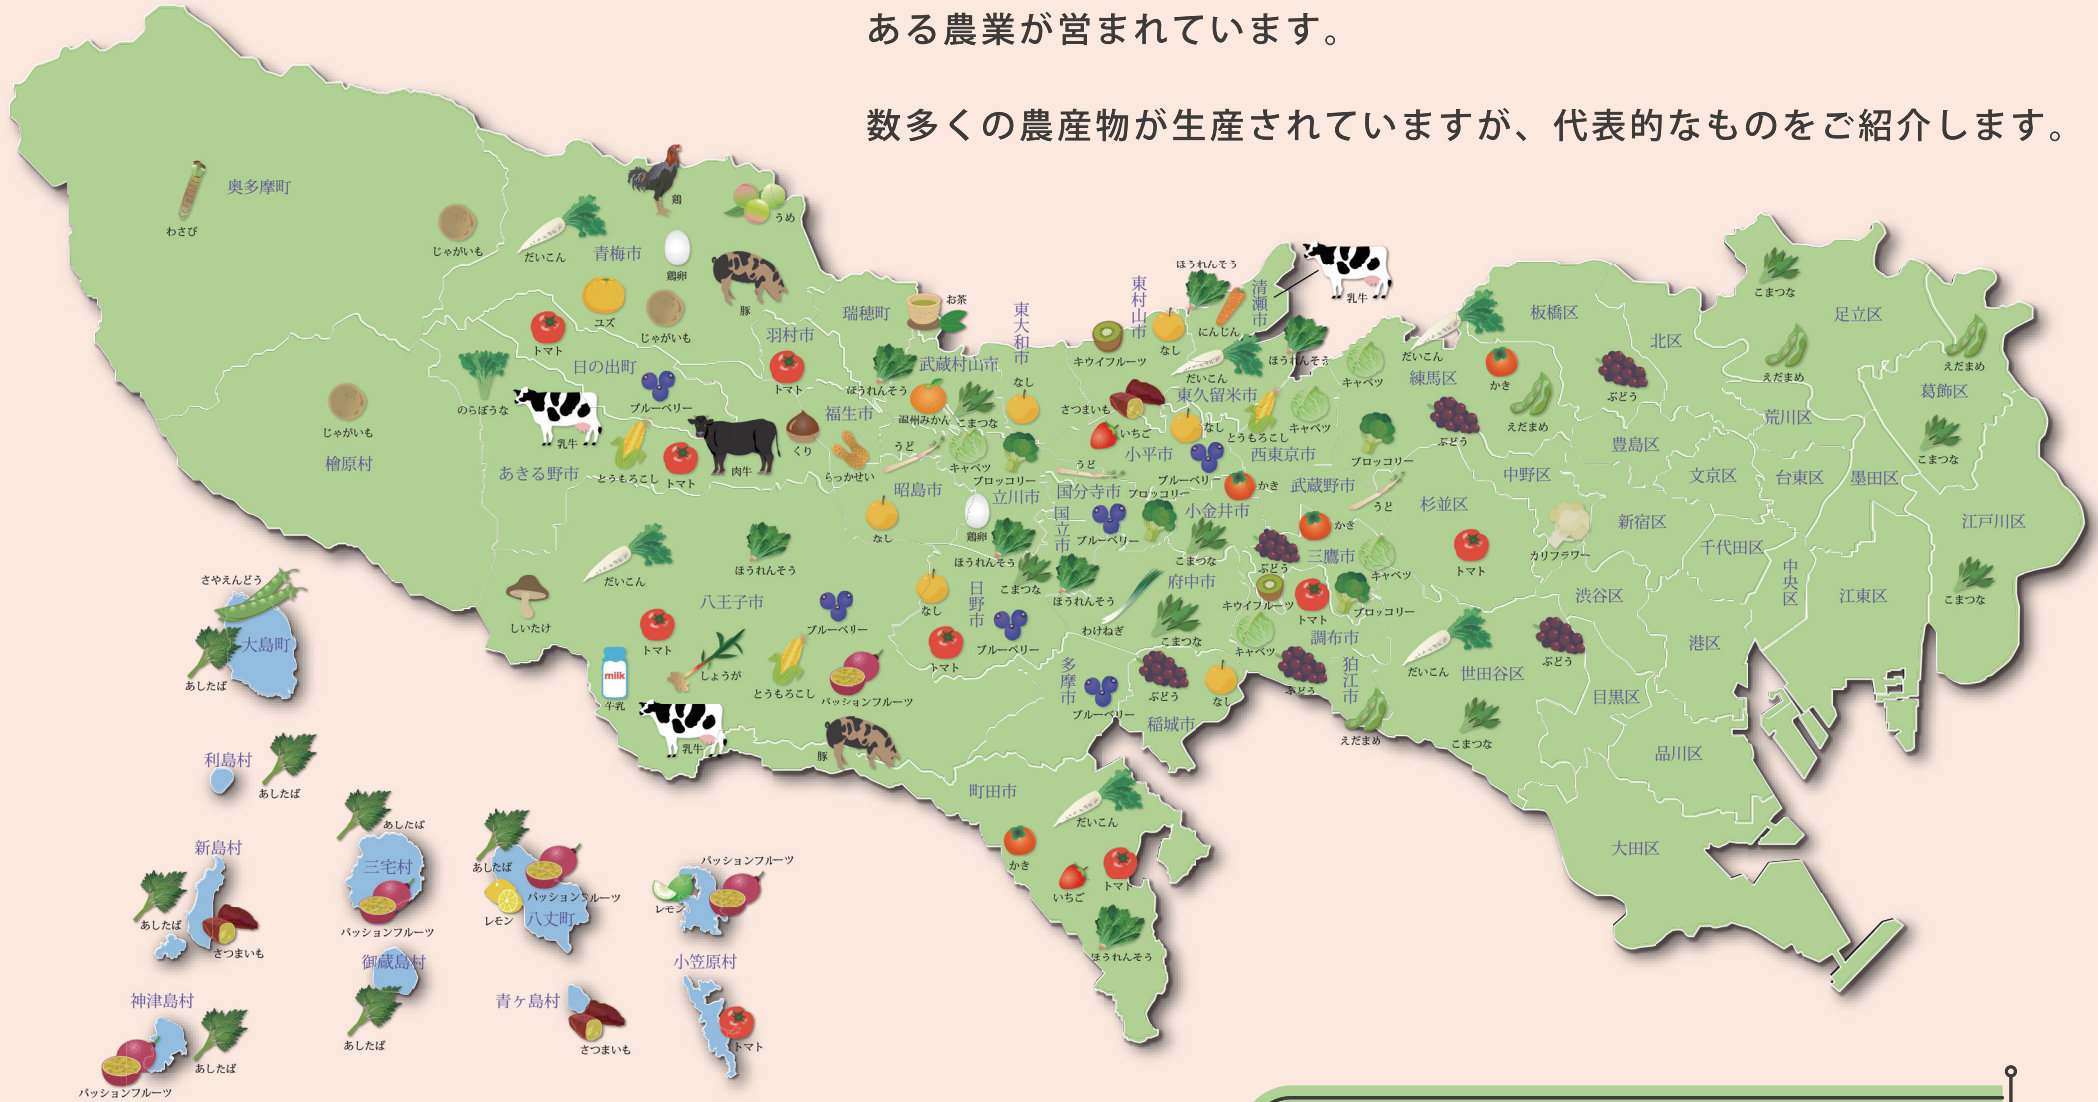 ある農業が営まれています。
数多くの農産物が生産されていますが、代表的なものをご紹介します。
奥多摩町
わさび
じゃがいも
鶏
うめ
だいこん
青梅市
鶏卵
豚
ユズ
じゃがいも
トマト
日の出町
ブルーベリー
のらぼうな
乳牛
じゃがいも
檜原村
あきる野市
とうもろこし
トマト
肉牛
羽村市
トマト
瑞穂町
お茶
ほうれんそう
武蔵村山市
温州みかん
こまつな
福生市
くり
らっかせい
うど
キャベツ
ブロッコリー
昭島市
なし
立川市
鶏卵
ほうれんそう
東大和市
なし
東村山市
キウイフルーツ
なし
ほうれんそう
にんじん
清瀬市
乳牛
ほうれんそう
だいこん
東久留米市
さつまいも
いちご
なし
小平市
ブルーベリー
うど
とうもろこし
キャベツ
西東京市
国分寺市
ブロッコリー
国立市
ブルーベリー
小金井市
かき
こまつな
武蔵野市
うど
かき
三鷹市
ぶどう
キャベツ
キウイフルーツ
トマト
ブロッコリー
府中市
こまつな
ほうれんそう
わけねぎ
こまつな
調布市
キャベツ
ぶどう
狛江市
えだまめ
日野市
なし
トマト
ブルーベリー
多摩市
ブルーベリー
ぶどう
なし
稲城市
だいこん
ほうれんそう
八王子市
しいたけ
トマト
ブルーベリー
牛乳
milk
しょうが
とうもろこし
パッションフルーツ
乳牛
豚
町田市
だいこん
かき
いちご
トマト
ほうれんそう
キャベツ
だいこん
練馬区
かき
えだまめ
ぶどう
ブロッコリー
板橋区
ぶどう
北区
こまつな
足立区
えだまめ
えだまめ
葛飾区
こまつな
荒川区
豊島区
中野区
文京区
台東区
墨田区
杉並区
トマト
カリフラワー
新宿区
千代田区
江戸川区
こまつな
中央区
江東区
渋谷区
港区
だいこん
世田谷区
ぶどう
こまつな
目黒区
品川区
大田区
さやえんどう
大島町
あしたば
利島村
あしたば
新島村
あしたば
さつまいも
神津島村
あしたば
パッションフルーツ
あしたば
三宅村
パッションフルーツ
御蔵島村
あしたば
あしたば
パッションフルーツ
レモン
八丈町
青ヶ島村
さつまいも
パッションフルーツ
レモン
小笠原村
トマト